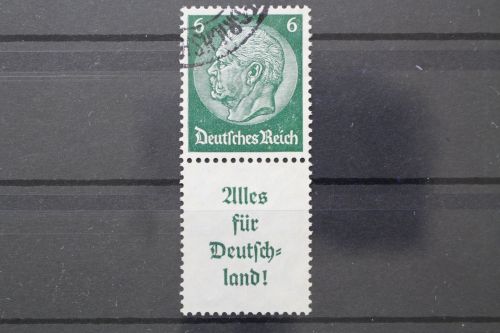 6 6
Deutsches Reich
Alles
für
Deutsch-
land!